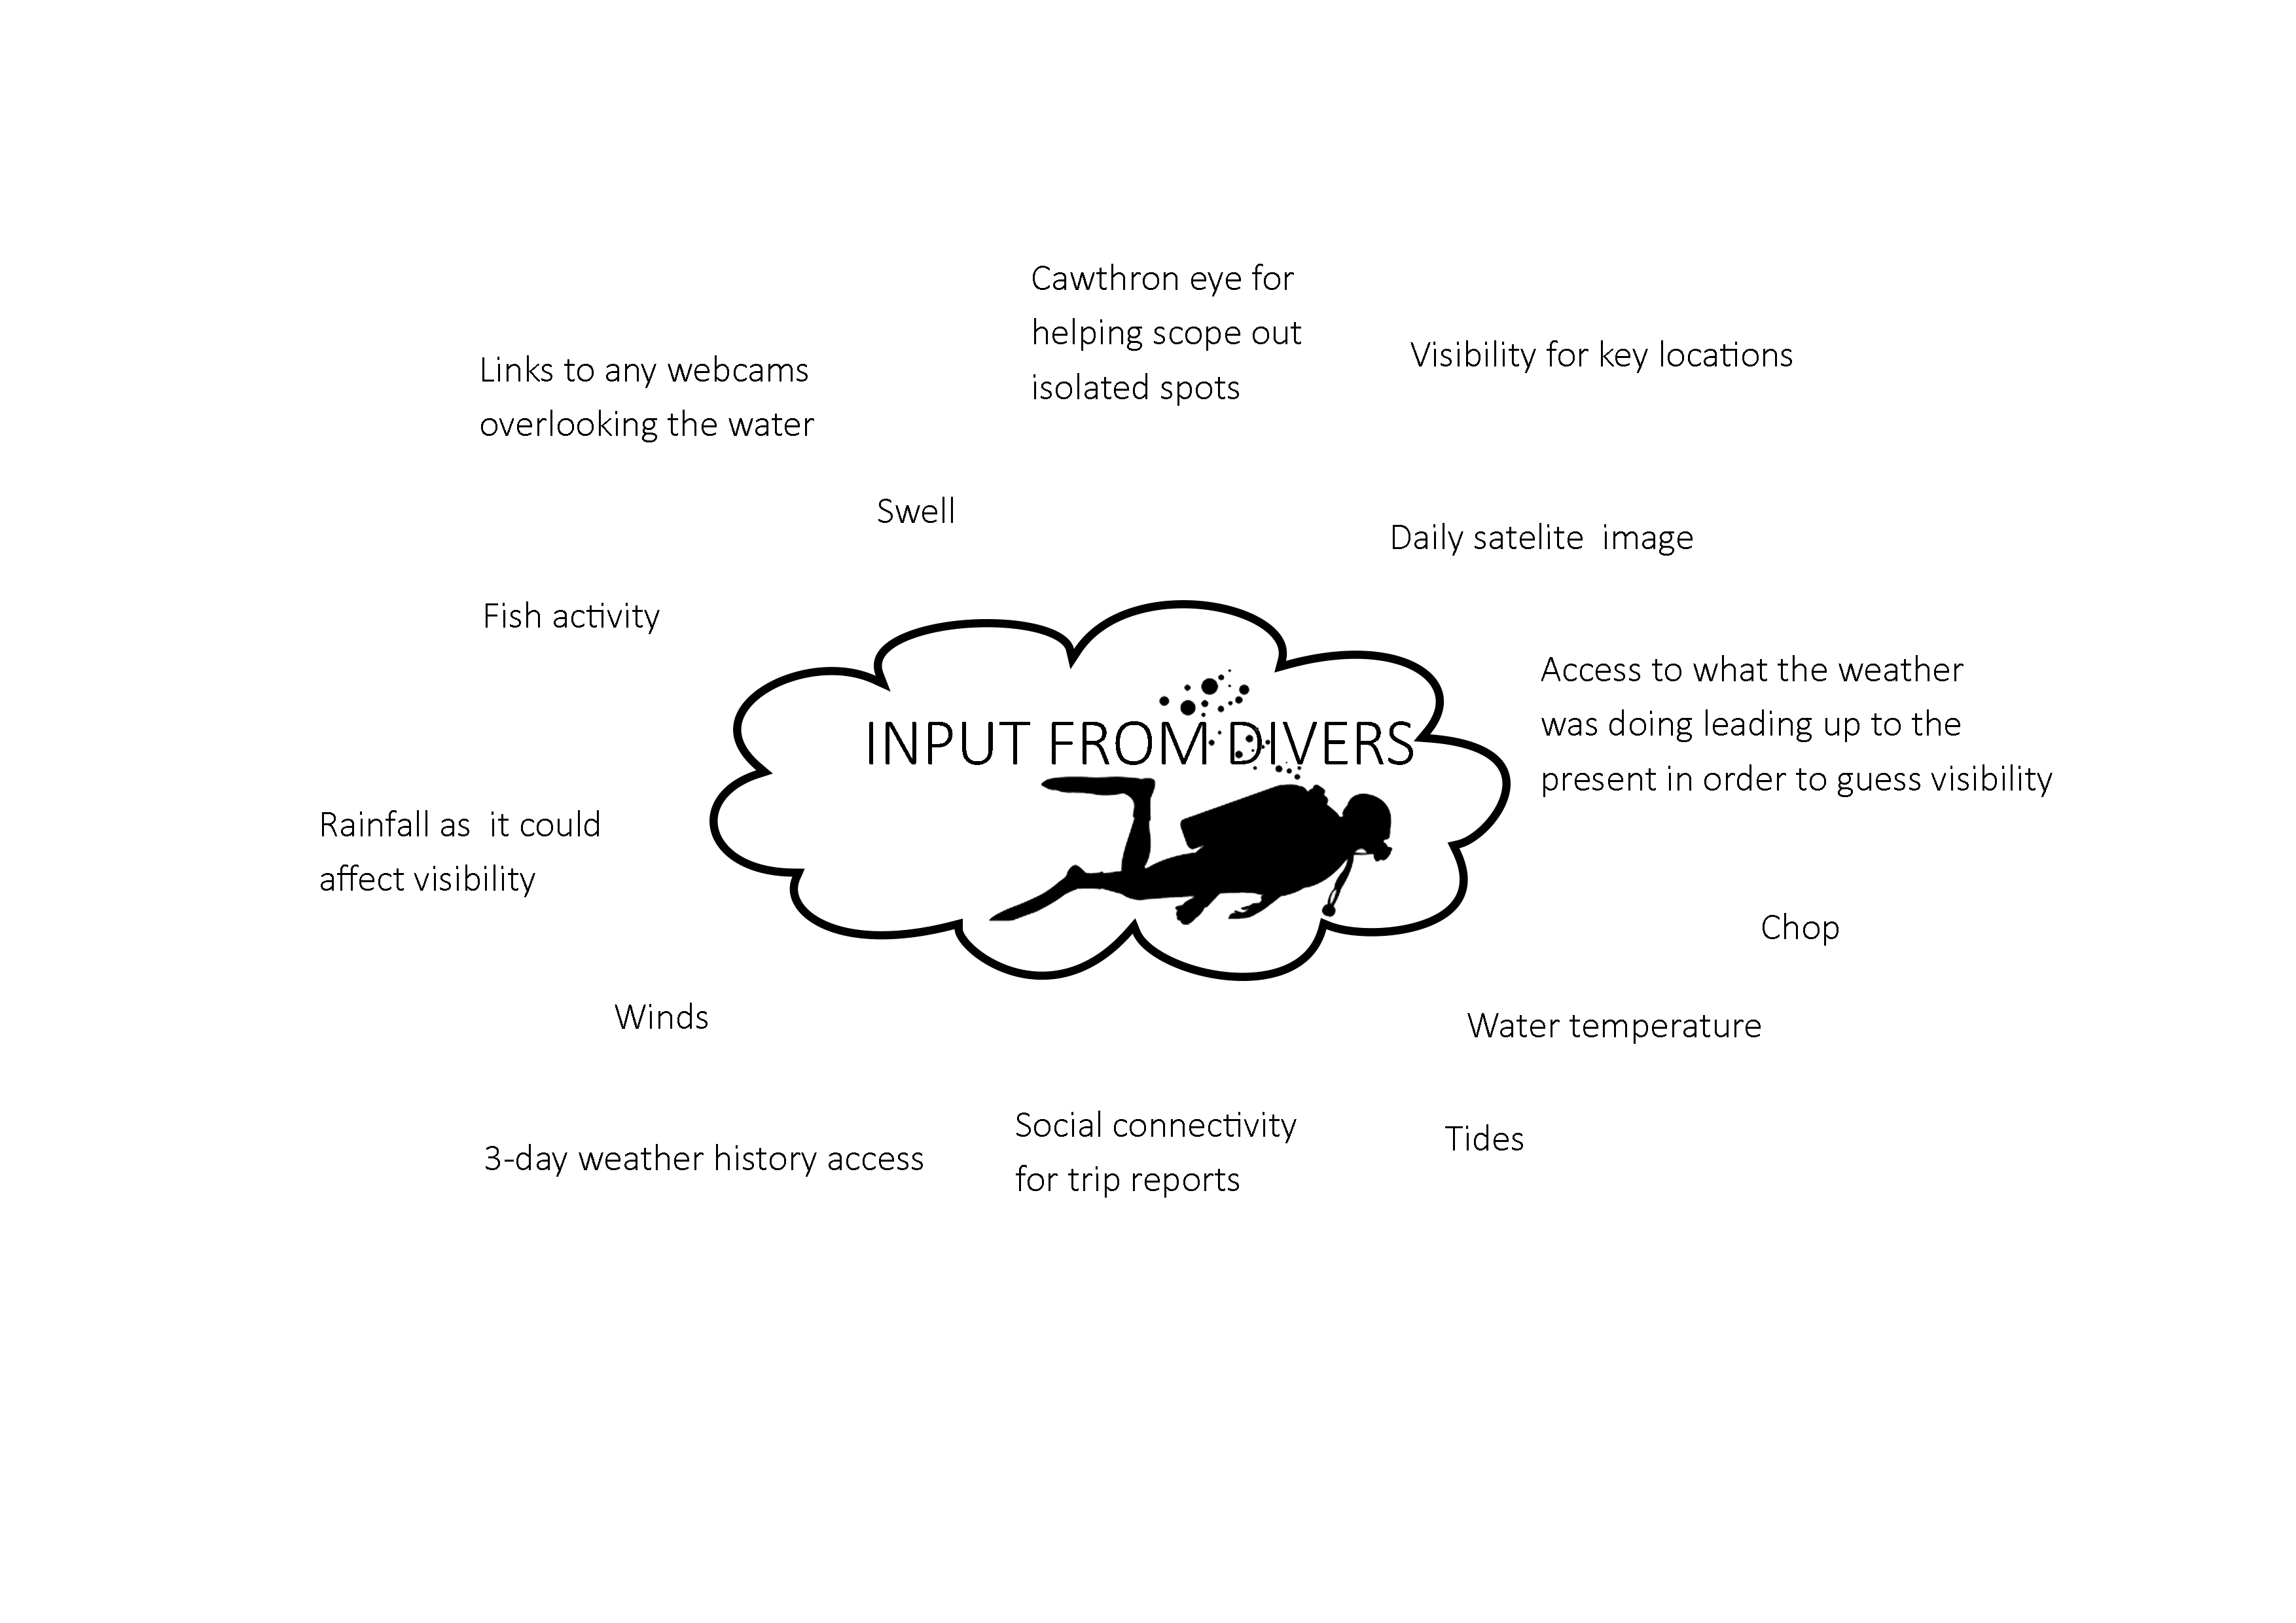 Cawthron eye for
helping scope out
isolated spots
Visibility for key locations
Links to any webcams
overlooking the water
Swell
Daily satelite  image
Fish activity
Access to what the weather
was doing leading up to the
present in order to guess visibility
INPUT FROM DIVERS
Rainfall as  it could
affect visibility
Chop
Winds
Water temperature
Social connectivity
for trip reports
Tides
3-day weather history access